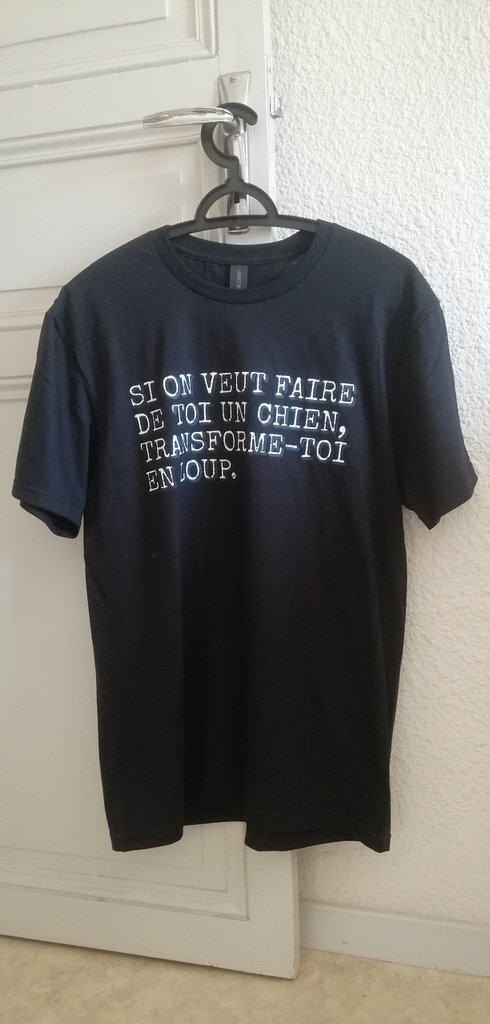 SI ON VEUT FAIRE
DE TOI UN CHIEN,
TRANSFORME-TOI
EN LOUP.